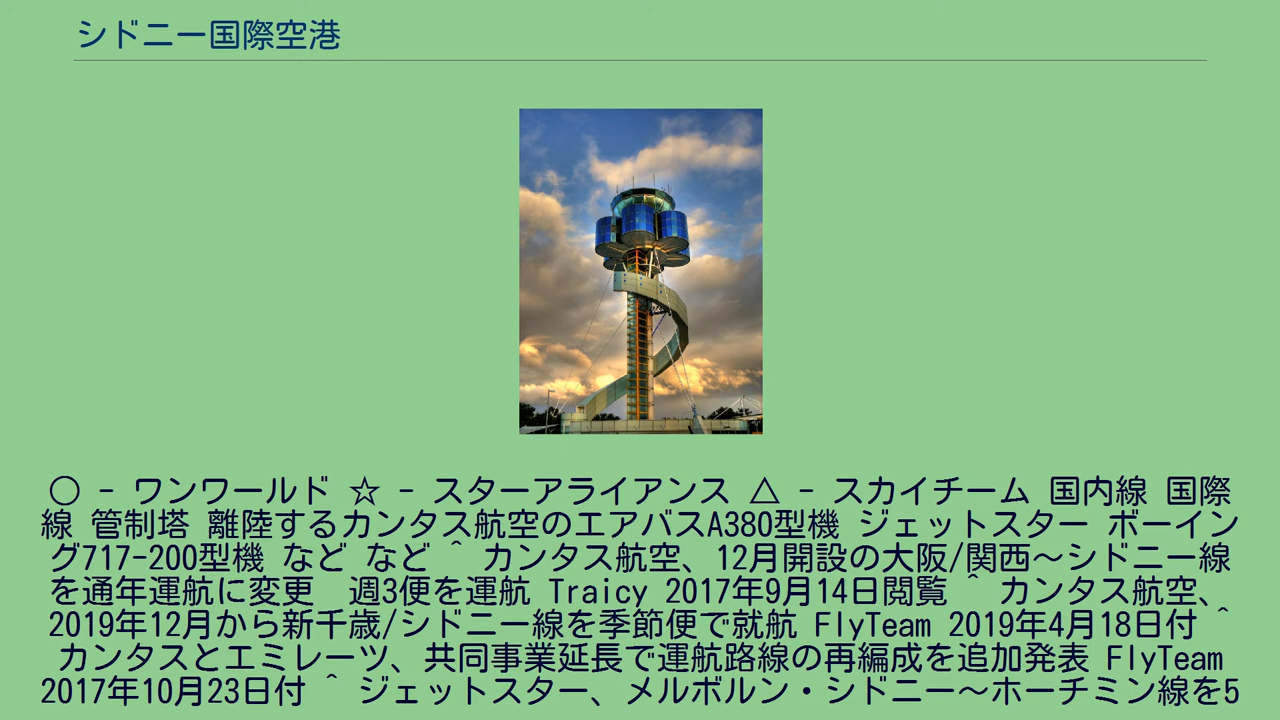 シドニー国際空港
○ - ワンワールド ☆ - スターアライアンス △ - スカイチーム 国内線 国際
線 管制塔 離陸するカンタス航空のエアバスA380型機 ジェットスター ボーイン
グ717-200型機 など など ^ カンタス航空、12月開設の大阪/関西〜シドニー線
を通年運航に変更　週3便を運航 Traicy 2017年9月14日閲覧 ^ カンタス航空、
2019年12月から新千歳/シドニー線を季節便で就航 FlyTeam 2019年4月18日付 ^
カンタスとエミレーツ、共同事業延長で運航路線の再編成を追加発表 FlyTeam
2017年10月23日付 ^ ジェットスター、メルボルン・シドニー〜ホーチミン線を5